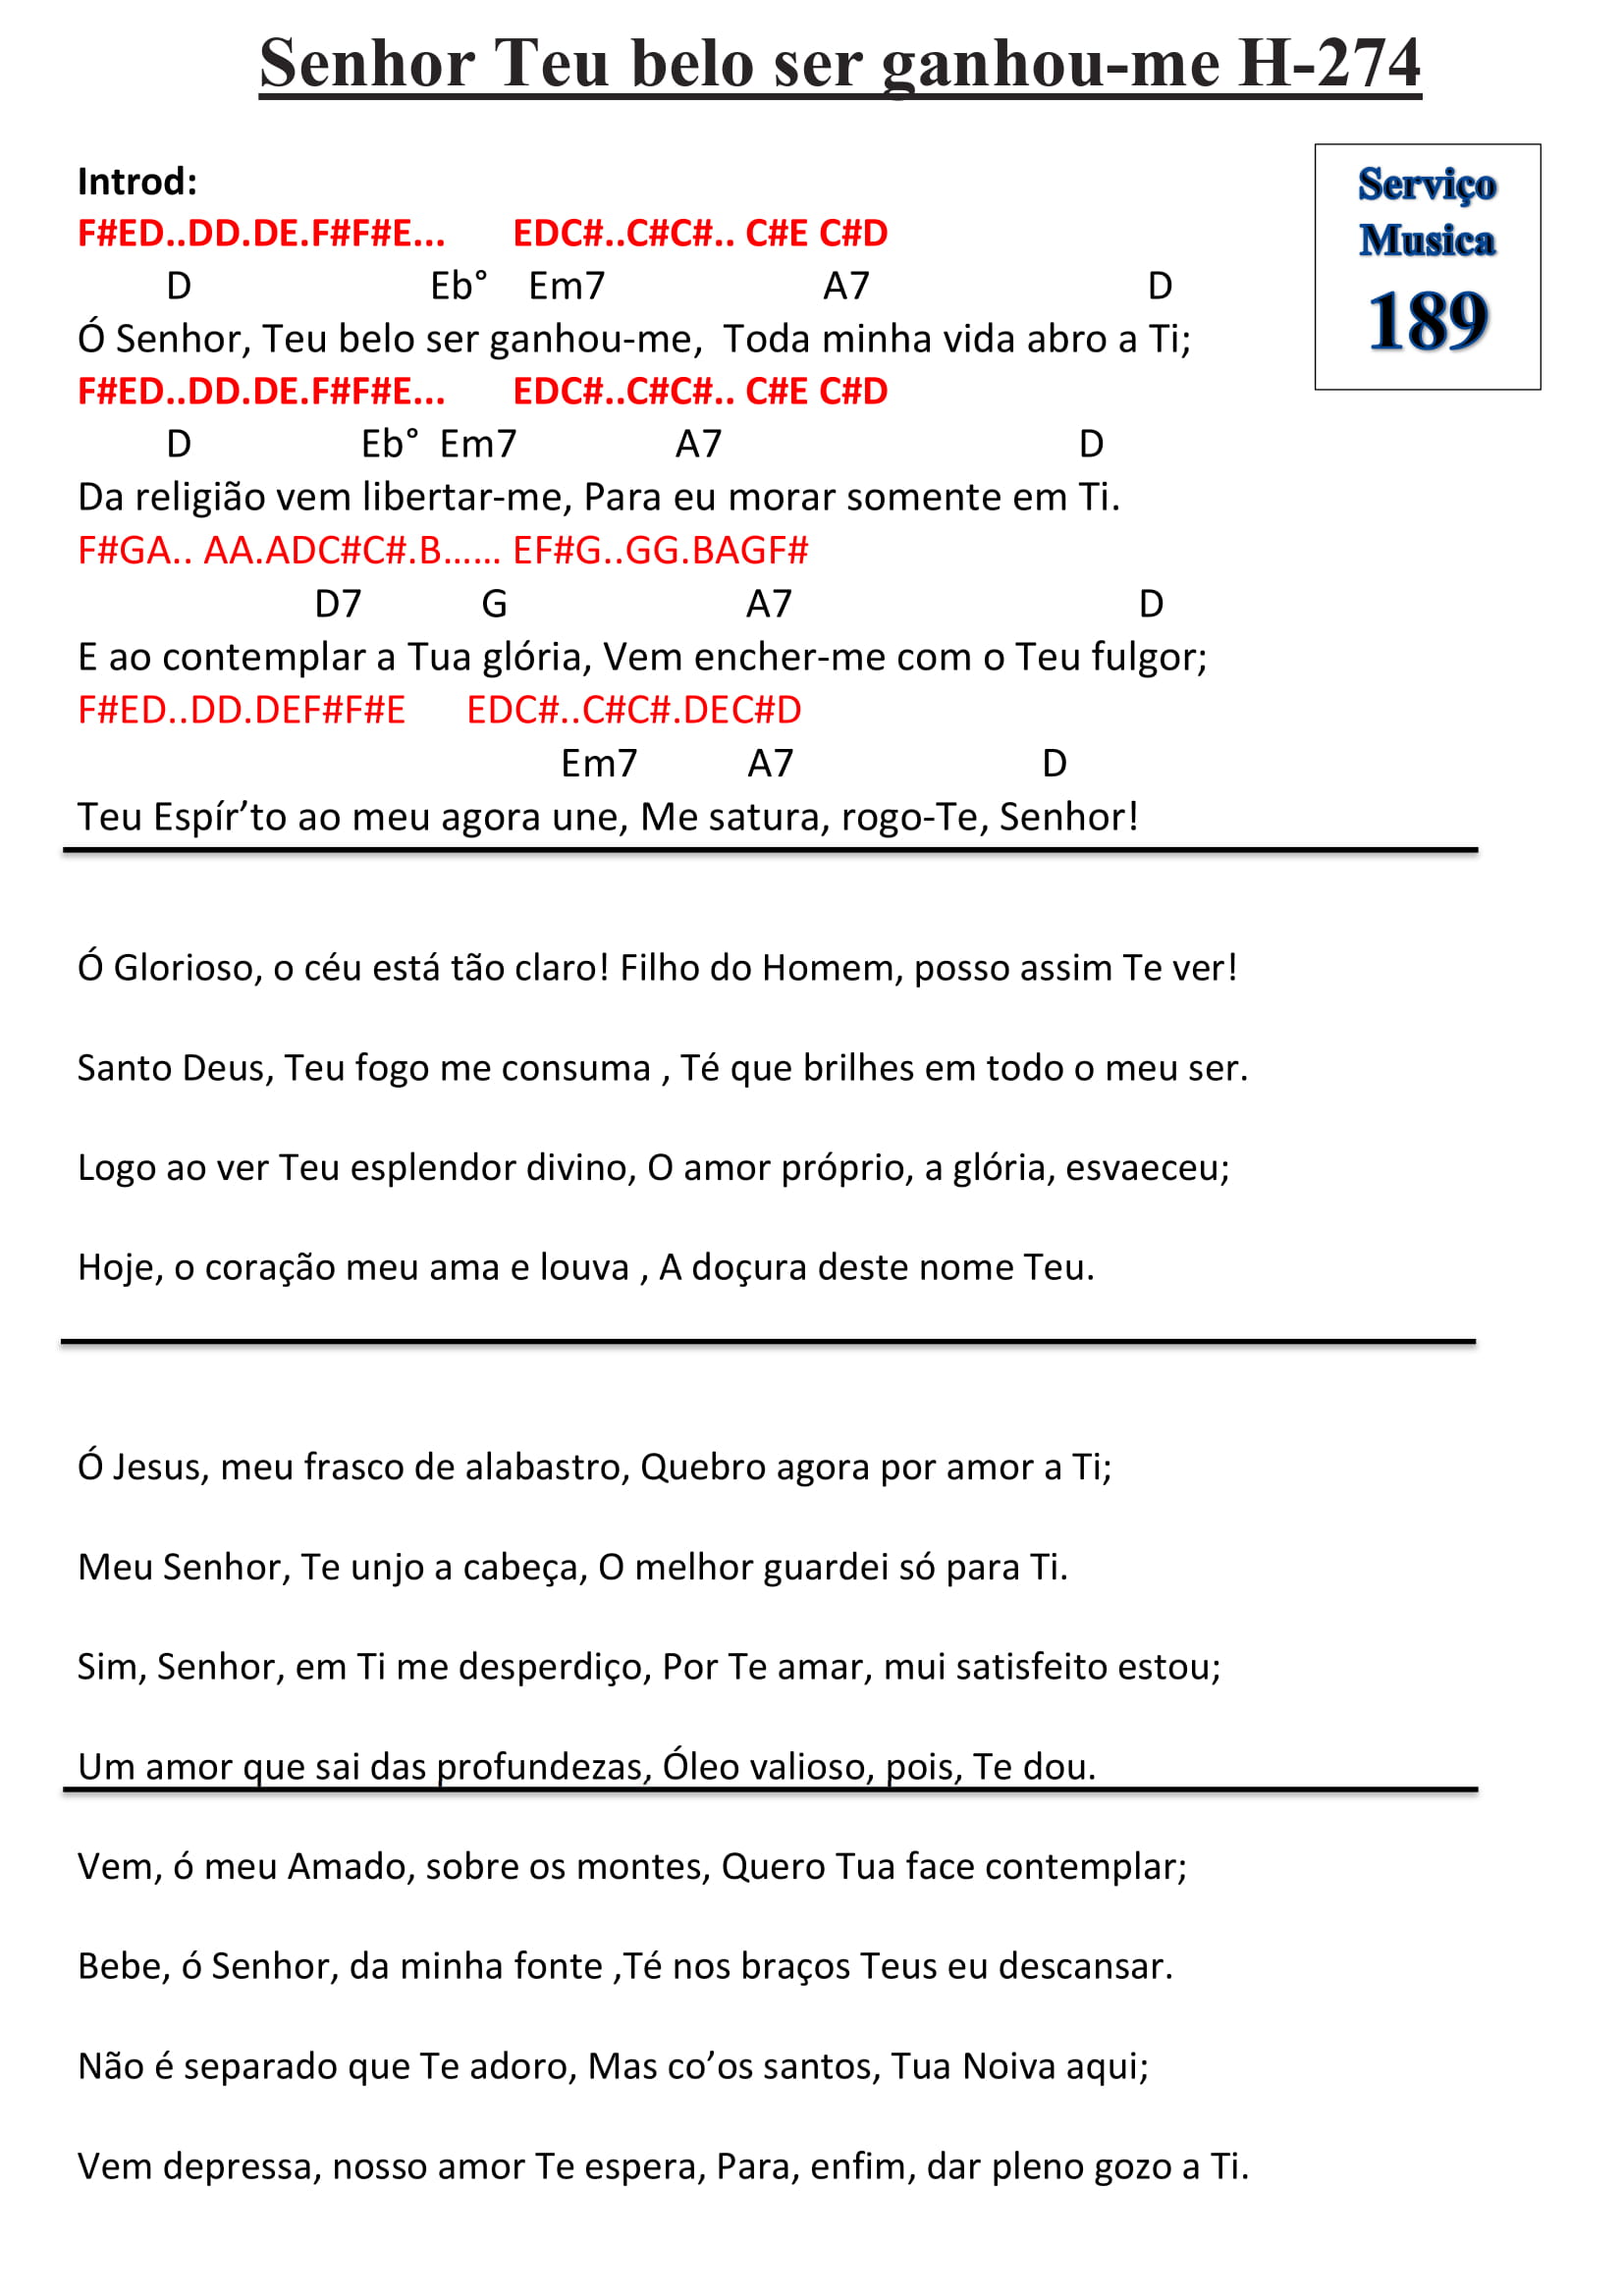 Senhor Teu belo ser ganhou-me H-274
Serviço
Musica
189
Introd:
F#ED..DD.DE.F#F#E... EDC#..C#C#.. C#E C#D
D Eb° Em7 A7 D
Ó Senhor, Teu belo ser ganhou-me, Toda minha vida abro a Ti;
F#ED..DD.DE.F#F#E... EDC#..C#C#.. C#E C#D
D Eb° Em7 A7 D
Da religião vem libertar-me, Para eu morar somente em Ti.
F#GA.. AA.ADC#C#.B...... EF#G..GG.BAGF#
D7 G A7 D
E ao contemplar a Tua glória, Vem encher-me com o Teu fulgor;
F#ED..DD.DEF#F#E EDC#..C#C#.DEC#D
Em7 A7 D
Teu Espír’to ao meu agora une, Me satura, rogo-Te, Senhor!
Ó Glorioso, o céu está tão claro! Filho do Homem, posso assim Te ver!
Santo Deus, Teu fogo me consuma , Té que brilhes em todo o meu ser.
Logo ao ver Teu esplendor divino, O amor próprio, a glória, esvaeceu;
Hoje, o coração meu ama e louva , A doçura deste nome Teu.
Ó Jesus, meu frasco de alabastro, Quebro agora por amor a Ti;
Meu Senhor, Te unjo a cabeça, O melhor guardei só para Ti.
Sim, Senhor, em Ti me desperdiço, Por Te amar, mui satisfeito estou;
Um amor que sai das profundezas, Óleo valioso, pois, Te dou.
Vem, ó meu Amado, sobre os montes, Quero Tua face contemplar;
Bebe, ó Senhor, da minha fonte ,Té nos braços Teus eu descansar.
Não é separado que Te adoro, Mas co’os santos, Tua Noiva aqui;
Vem depressa, nosso amor Te espera, Para, enfim, dar pleno gozo a Ti.